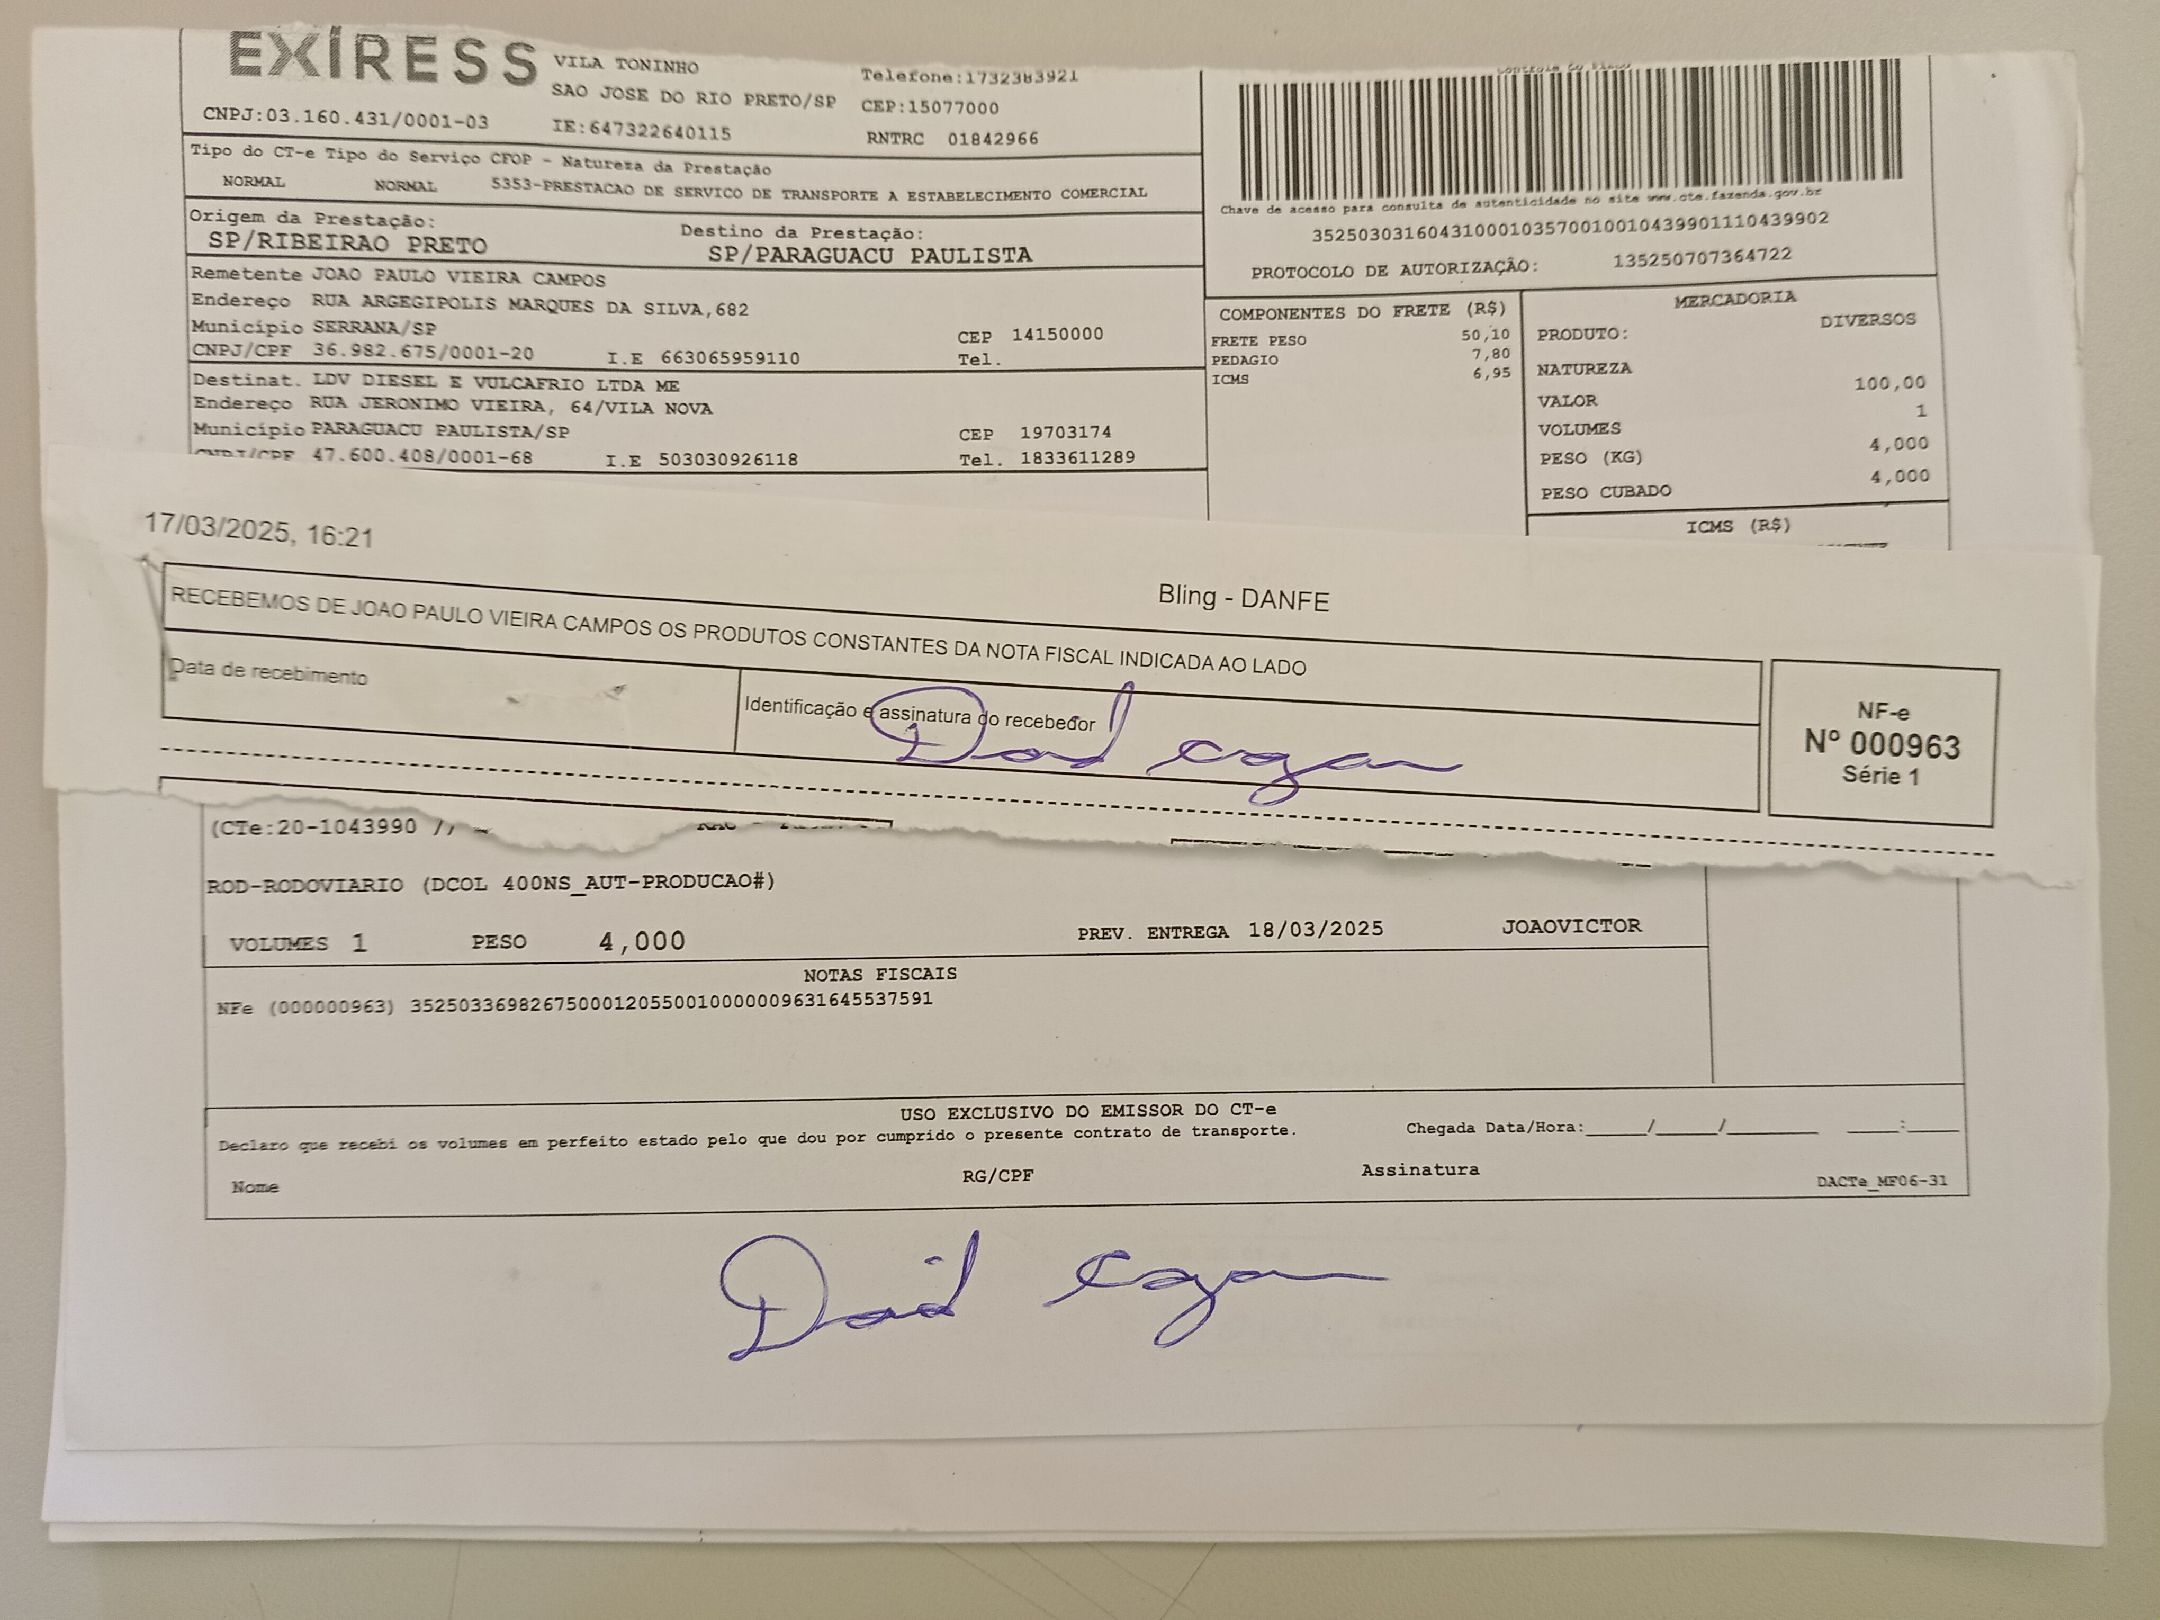 EXPRESS
VILA TONINHO
Telefone:1732383921
SAO JOSE DO RIO PRETO/SP CEP:15077000
CNPJ:03.160.431/0001-03 IE:647322640115 RNTRC 01842966
Tipo do CT-e Tipo do Serviço CFOP - Natureza da Prestação
NORMAL NORMAL 5353-PRESTACAO DE SERVICO DE TRANSPORTE A ESTABELECIMENTO COMERCIAL
Origem da Prestação: Destino da Prestação:
SP/RIBEIRAO PRETO SP/PARAGUACU PAULISTA
Remetente JOAO PAULO VIEIRA CAMPOS
Endereço RUA ARGEGIPOLIS MARQUES DA SILVA,682
Município SERRANA/SP CEP 14150000
CNPJ/CPF 36.982.675/0001-20 I.E 663065959110 Tel.
Destinat. LDV DIESEL E VULCAFRIO LTDA ME
Endereço RUA JERONIMO VIEIRA, 64/VILA NOVA
Município PARAGUACU PAULISTA/SP CEP 19703174
CNPJ/CPF 47.600.408/0001-68 I.E 503030926118 Tel. 1833611289
Controle do Fisco
Chave de acesso para consulta de autenticidade no site www.cte.fazenda.gov.br
35250303160431000103570010010439901110439902
PROTOCOLO DE AUTORIZAÇÃO: 135250707364722
COMPONENTES DO FRETE (R$)
FRETE PESO 50,10
PEDAGIO 7,80
ICMS 6,95
MERCADORIA
PRODUTO: DIVERSOS
NATUREZA
VALOR 100,00
VOLUMES 1
PESO (KG) 4,000
PESO CUBADO 4,000
ICMS (R$)
17/03/2025, 16:21
Bling - DANFE
RECEBEMOS DE JOAO PAULO VIEIRA CAMPOS OS PRODUTOS CONSTANTES DA NOTA FISCAL INDICADA AO LADO
Data de recebimento
Identificação e assinatura do recebedor
NF-e
Nº 000963
Série 1
(CTe:20-1043990
ROD-RODOVIARIO (DCOL 400NS_AUT-PRODUCAO#)
VOLUMES 1 PESO 4,000 PREV. ENTREGA 18/03/2025 JOAOVICTOR
NOTAS FISCAIS
NFe (000000963) 35250336982675000120550010000009631645537591
USO EXCLUSIVO DO EMISSOR DO CT-e
Declaro que recebi os volumes em perfeito estado pelo que dou por cumprido o presente contrato de transporte. Chegada Data/Hora:_____/_____/________ ____:____
Nome RG/CPF Assinatura DACTe_MF06-31